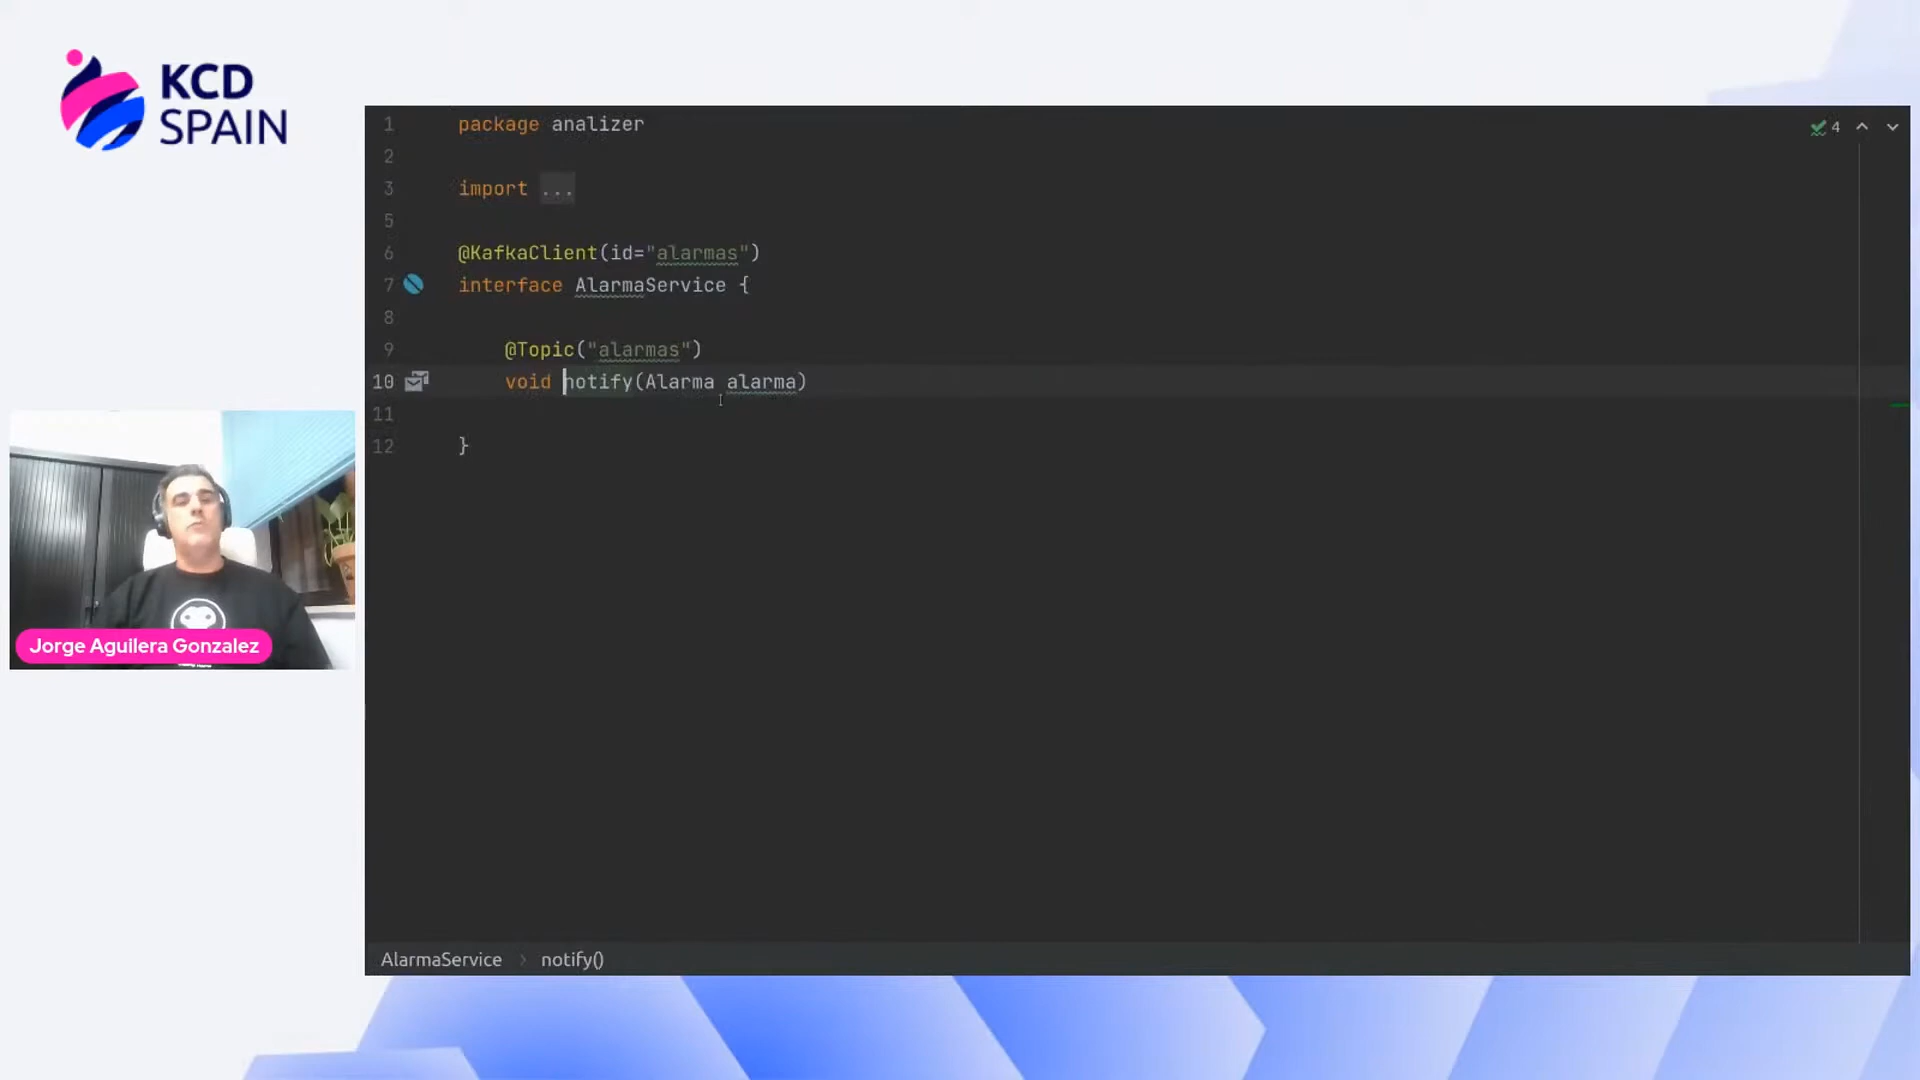 KCD
SPAIN
1 package analizer
2
3 import ...
5
6 @KafkaClient(id="alarmas")
7 interface AlarmaService {
8
9 @Topic("alarmas")
10 void notify(Alarma alarma)
11
12 }
4
Jorge Aguilera Gonzalez
AlarmaService > notify()